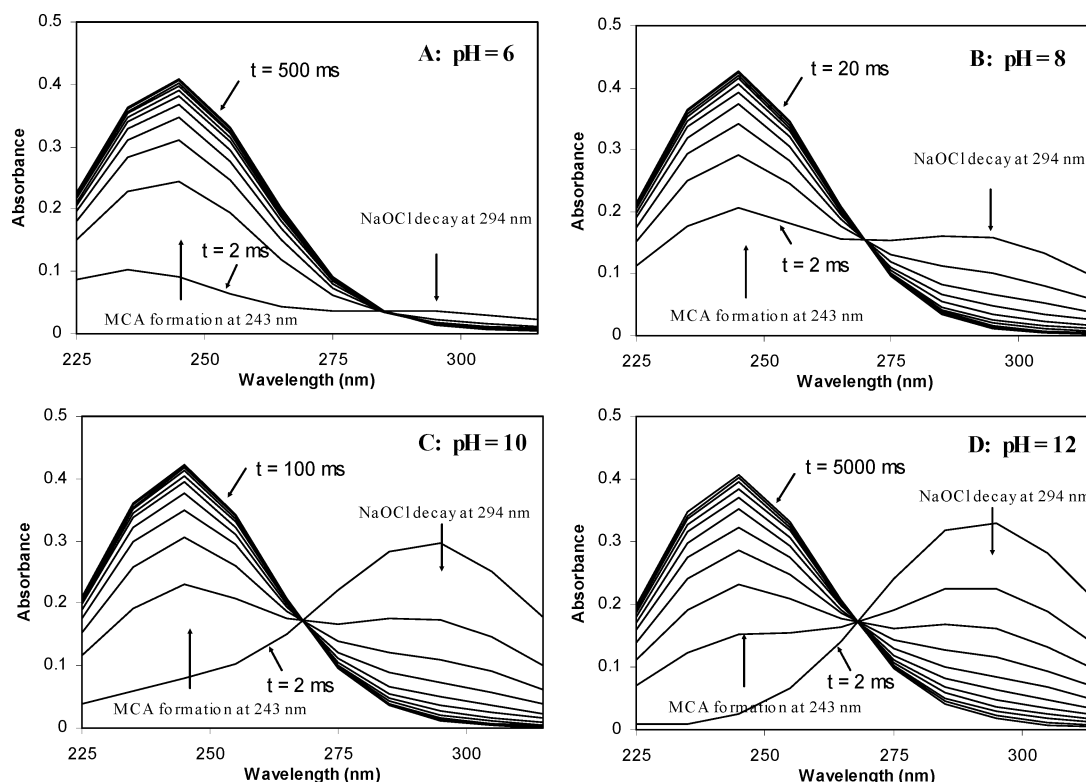 A: pH = 6
Absorbance
0.5
0.4
0.3
0.2
0.1
0
t = 500 ms
NaOCl decay at 294 nm
t = 2 ms
MCA formation at 243 nm
225
250
275
300
Wavelength (nm)
B: pH = 8
Absorbance
0.5
0.4
0.3
0.2
0.1
0
t = 20 ms
NaOCl decay at 294 nm
t = 2 ms
MCA formation at 243 nm
225
250
275
300
Wavelength (nm)
C: pH = 10
Absorbance
0.5
0.4
0.3
0.2
0.1
0
t = 100 ms
NaOCl decay at 294 nm
t = 2 ms
MCA formation at 243 nm
225
250
275
300
Wavelength (nm)
D: pH = 12
Absorbance
0.5
0.4
0.3
0.2
0.1
0
t = 5000 ms
NaOCl decay at 294 nm
t = 2 ms
MCA formation at 243 nm
225
250
275
300
Wavelength (nm)